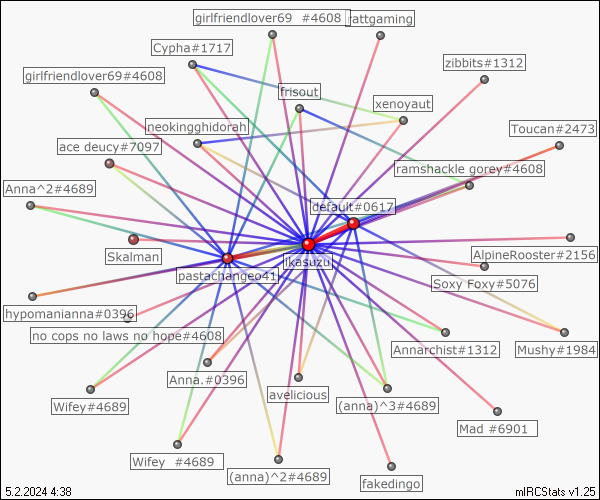 girlfriendlover69  #4608
rattgaming
Cypha#1717
zibbits#1312
girlfriendlover69#4608
frisout
xenoyaut
neokingghidorah
Toucan#2473
ace deucy#7097
ramshackle gorey#4608
Anna^2#4689
default#0617
Skalman
ikasuzu
AlpineRooster#2156
pastachangeo41
Soxy Foxy#5076
hypomanianna#0396
no cops no laws no hope#4608
Annarchist#1312
Mushy#1984
Anna.#0396
avelicious
Wifey#4689
(anna)^3#4689
Mad #6901
Wifey  #4689
(anna)^2#4689
fakedingo
5.2.2024 4:38
mIRCStats v1.25